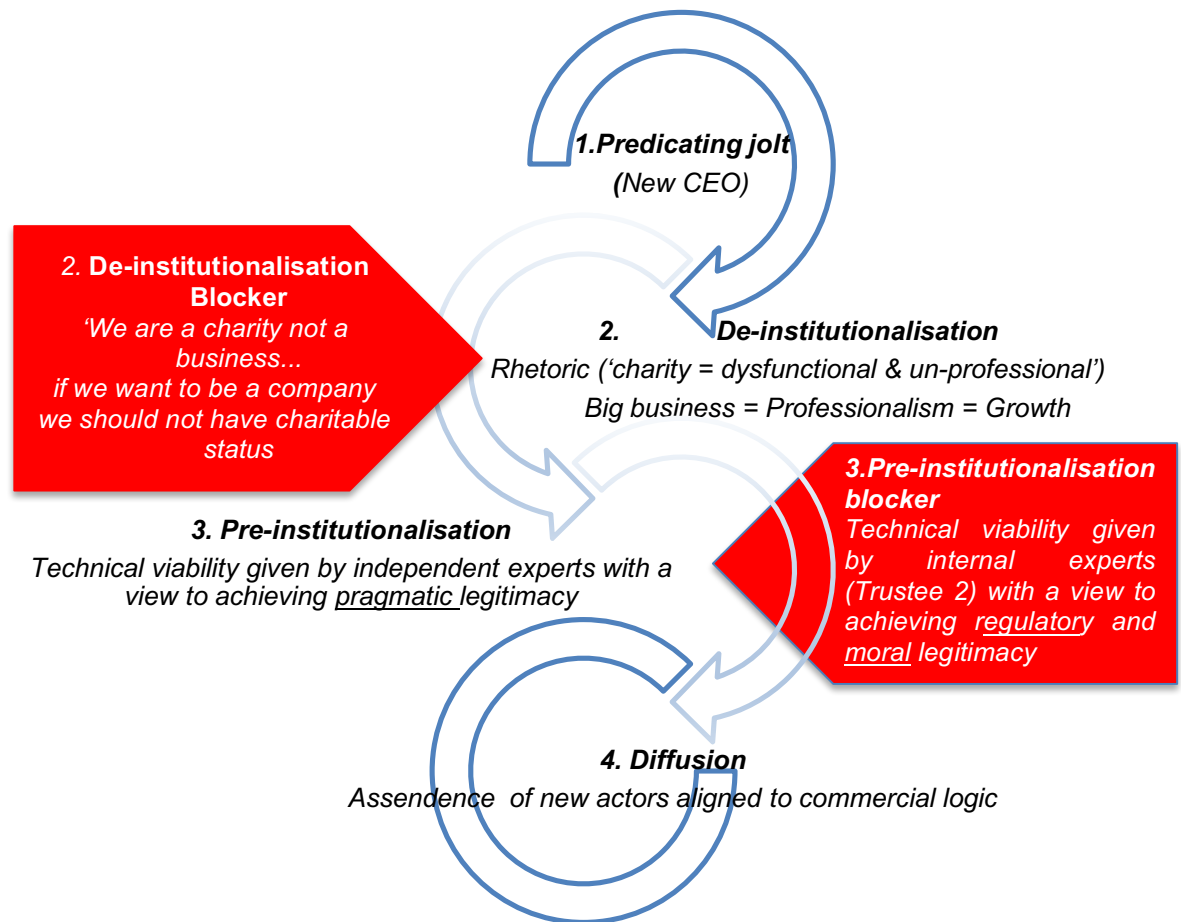 1.Predicating jolt
(New CEO)
2. De-institutionalisation
Blocker
‘We are a charity not a
business...
if we want to be a company
we should not have charitable
status
2. De-institutionalisation
Rhetoric (‘charity = dysfunctional & un-professional’)
Big business = Professionalism = Growth
3.Pre-institutionalisation
blocker
Technical viability given
by internal experts
(Trustee 2) with a view to
achieving regulatory and
moral legitimacy
3. Pre-institutionalisation
Technical viability given by independent experts with a
view to achieving pragmatic legitimacy
4. Diffusion
Assendence of new actors aligned to commercial logic